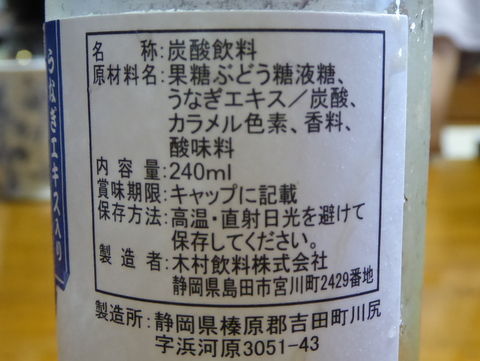 うなぎエキス入り
名 称:炭酸飲料
原材料名:果糖ぶどう糖液糖、
うなぎエキス／炭酸、
カラメル色素、香料、
酸味料
内 容 量:240ml
賞味期限:キャップに記載
保存方法:高温・直射日光を避けて
保存してください。
製 造 者:木村飲料株式会社
静岡県島田市宮川町2429番地
製造所:静岡県榛原郡吉田町川尻
字浜河原3051-43